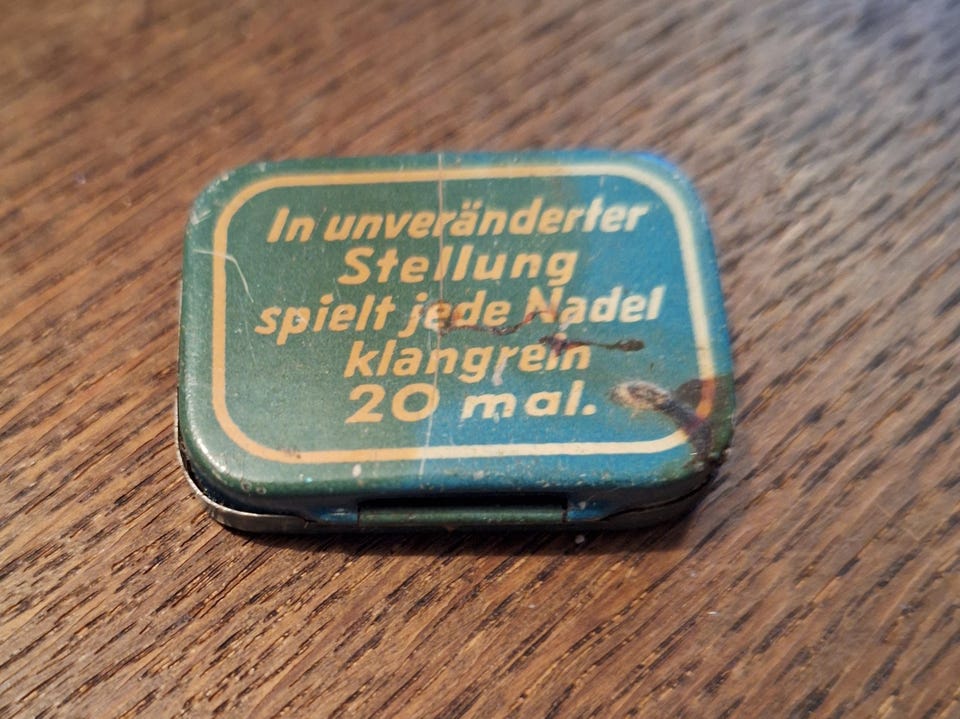 In unveränderter
Stellung
spielt jede Nadel
klangrein
20 mal.